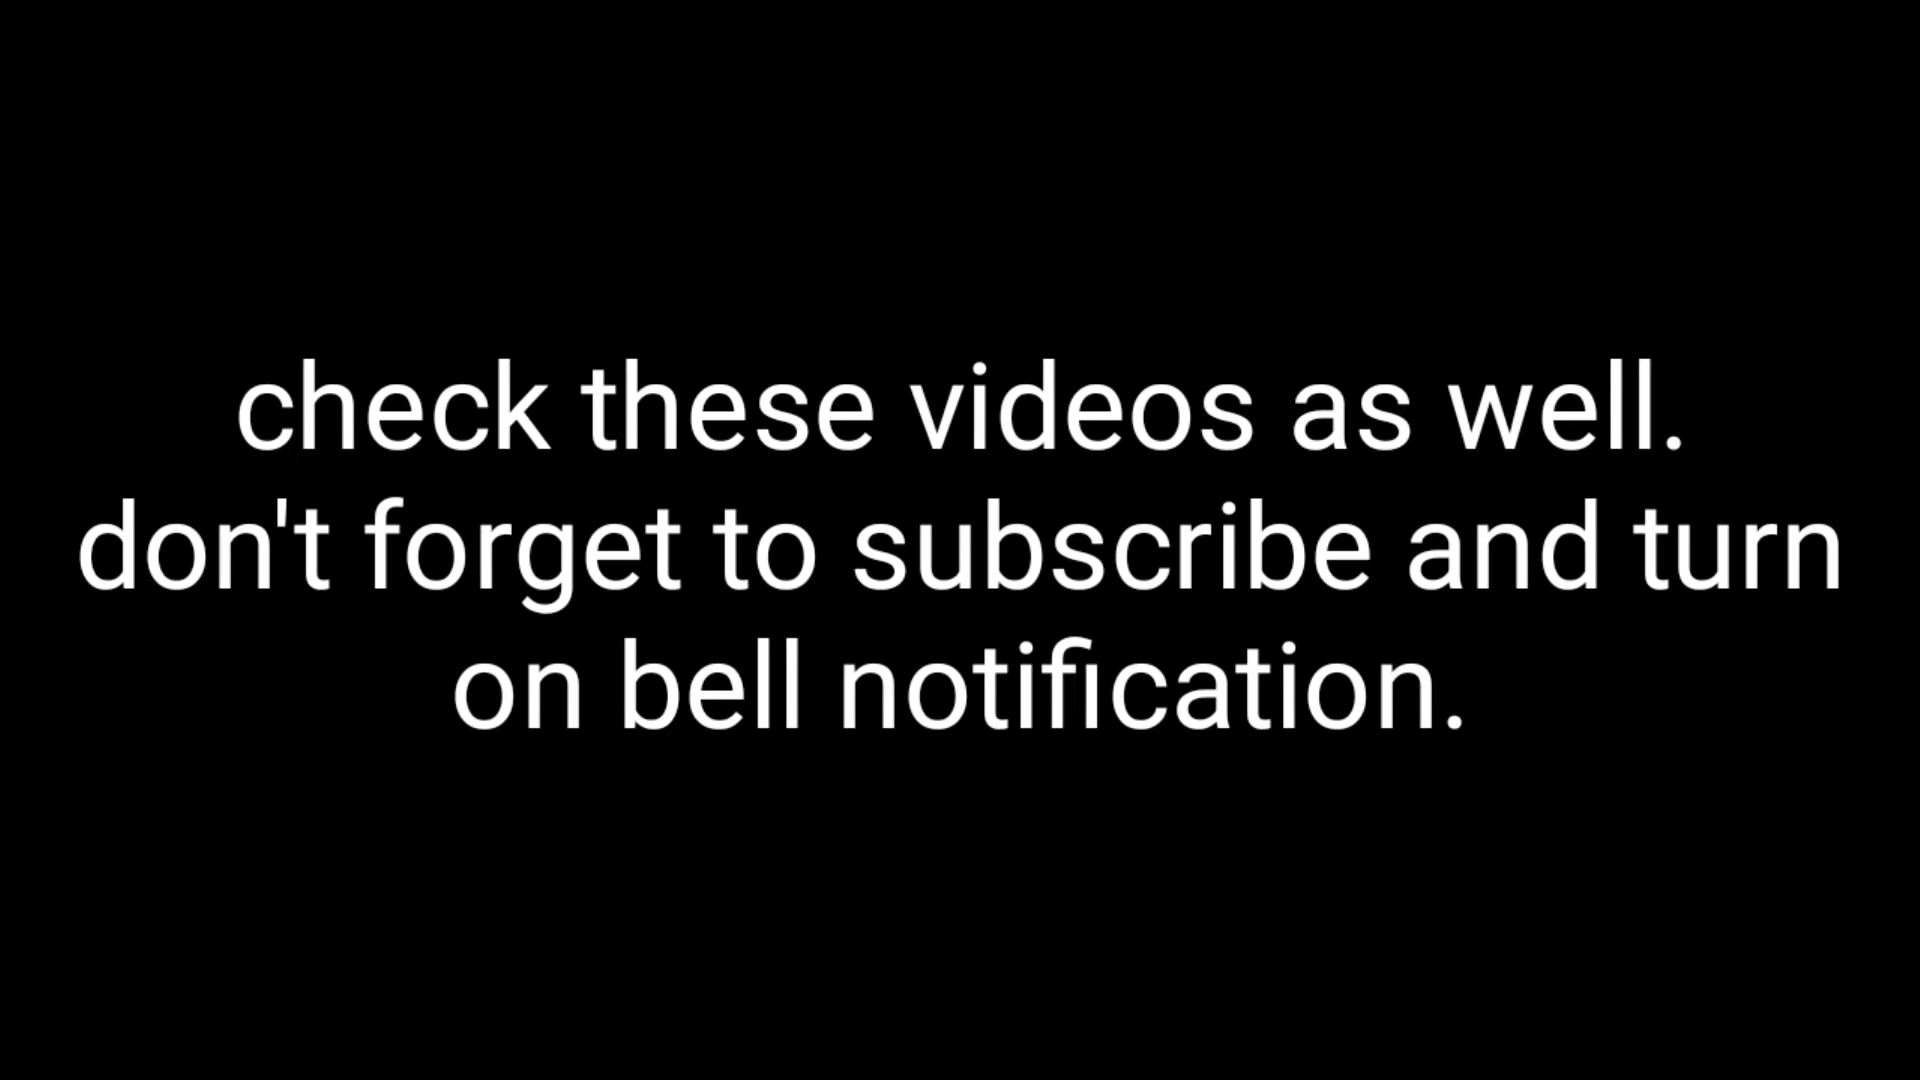 check these videos as well.
don't forget to subscribe and turn
on bell notification.